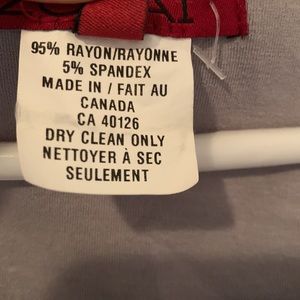 95% RAYON/RAYONNE
5% SPANDEX
MADE IN / FAIT AU
CANADA
CA 40126
DRY CLEAN ONLY
NETTOYER À SEC
SEULEMENT